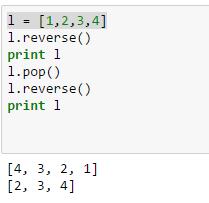 l = [1,2,3,4]
l.reverse()
print l
l.pop()
l.reverse()
print l
[4, 3, 2, 1]
[2, 3, 4]